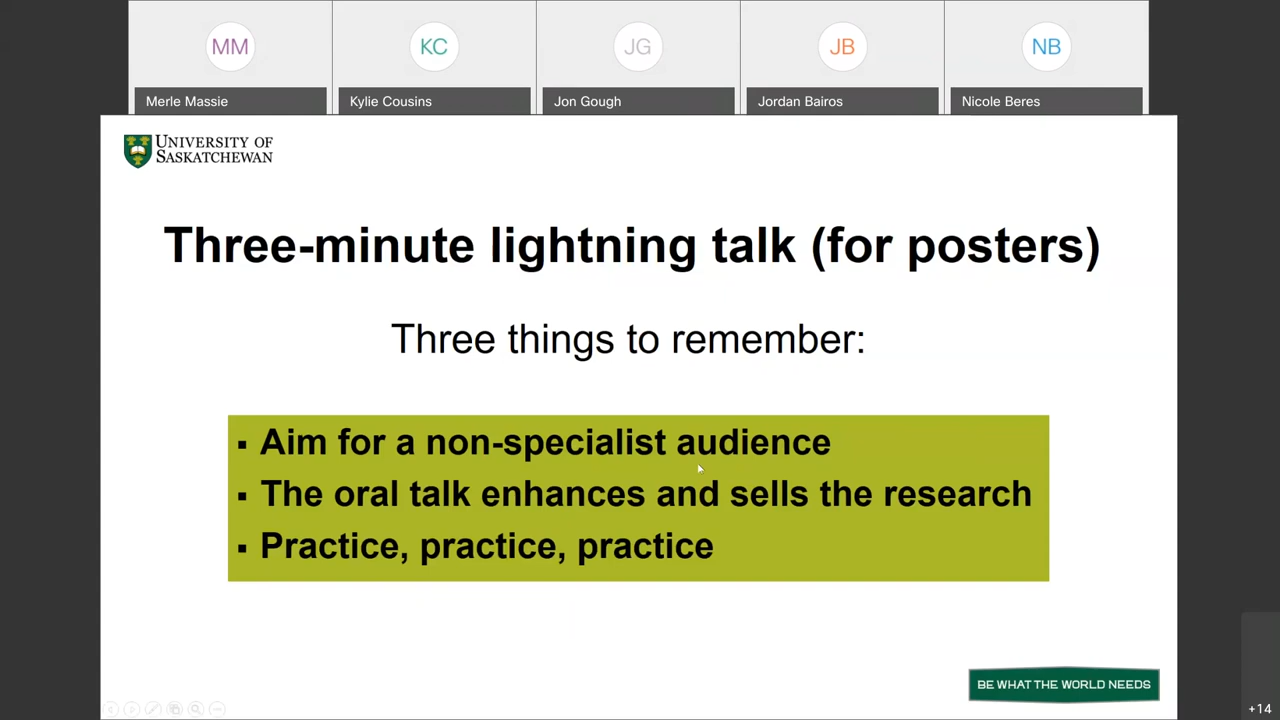 MM
KC
JG
JB
NB
Merle Massie
Kylie Cousins
Jon Gough
Jordan Bairos
Nicole Beres
UNIVERSITY OF
SASKATCHEWAN
Three-minute lightning talk (for posters)
Three things to remember:
▪ Aim for a non-specialist audience
▪ The oral talk enhances and sells the research
▪ Practice, practice, practice
BE WHAT THE WORLD NEEDS
+14